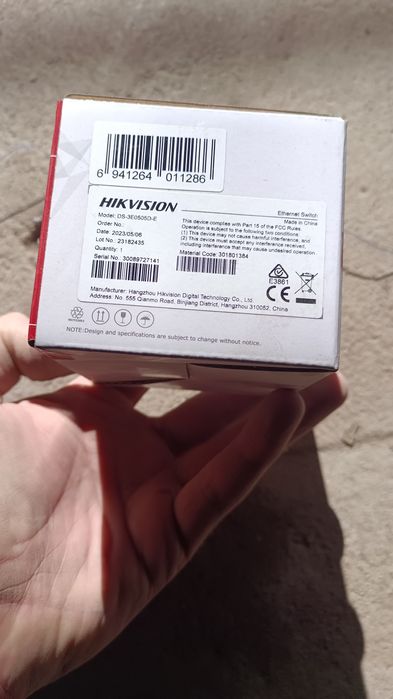 6 941264 011286
HIKVISION
Ethernet Switch
Made in China
Model: DS-3E0505D-E
Order No.:
Date: 2023/05/06
Lot No.: 23182435
Quantity: 1
Serial No.: 30089727141
This device complies with Part 15 of the FCC Rules.
Operation is subject to the following two conditions:
(1) This device may not cause harmful interference, and
(2) This device must accept any interference received,
including interference that may cause undesired operation.
Material Code: 301801384
E3861
CE
Manufacturer: Hangzhou Hikvision Digital Technology Co., Ltd.
Address: No. 555 Qianmo Road, Binjiang District, Hangzhou 310052, China
NOTE:Design and specifications are subject to change without notice.